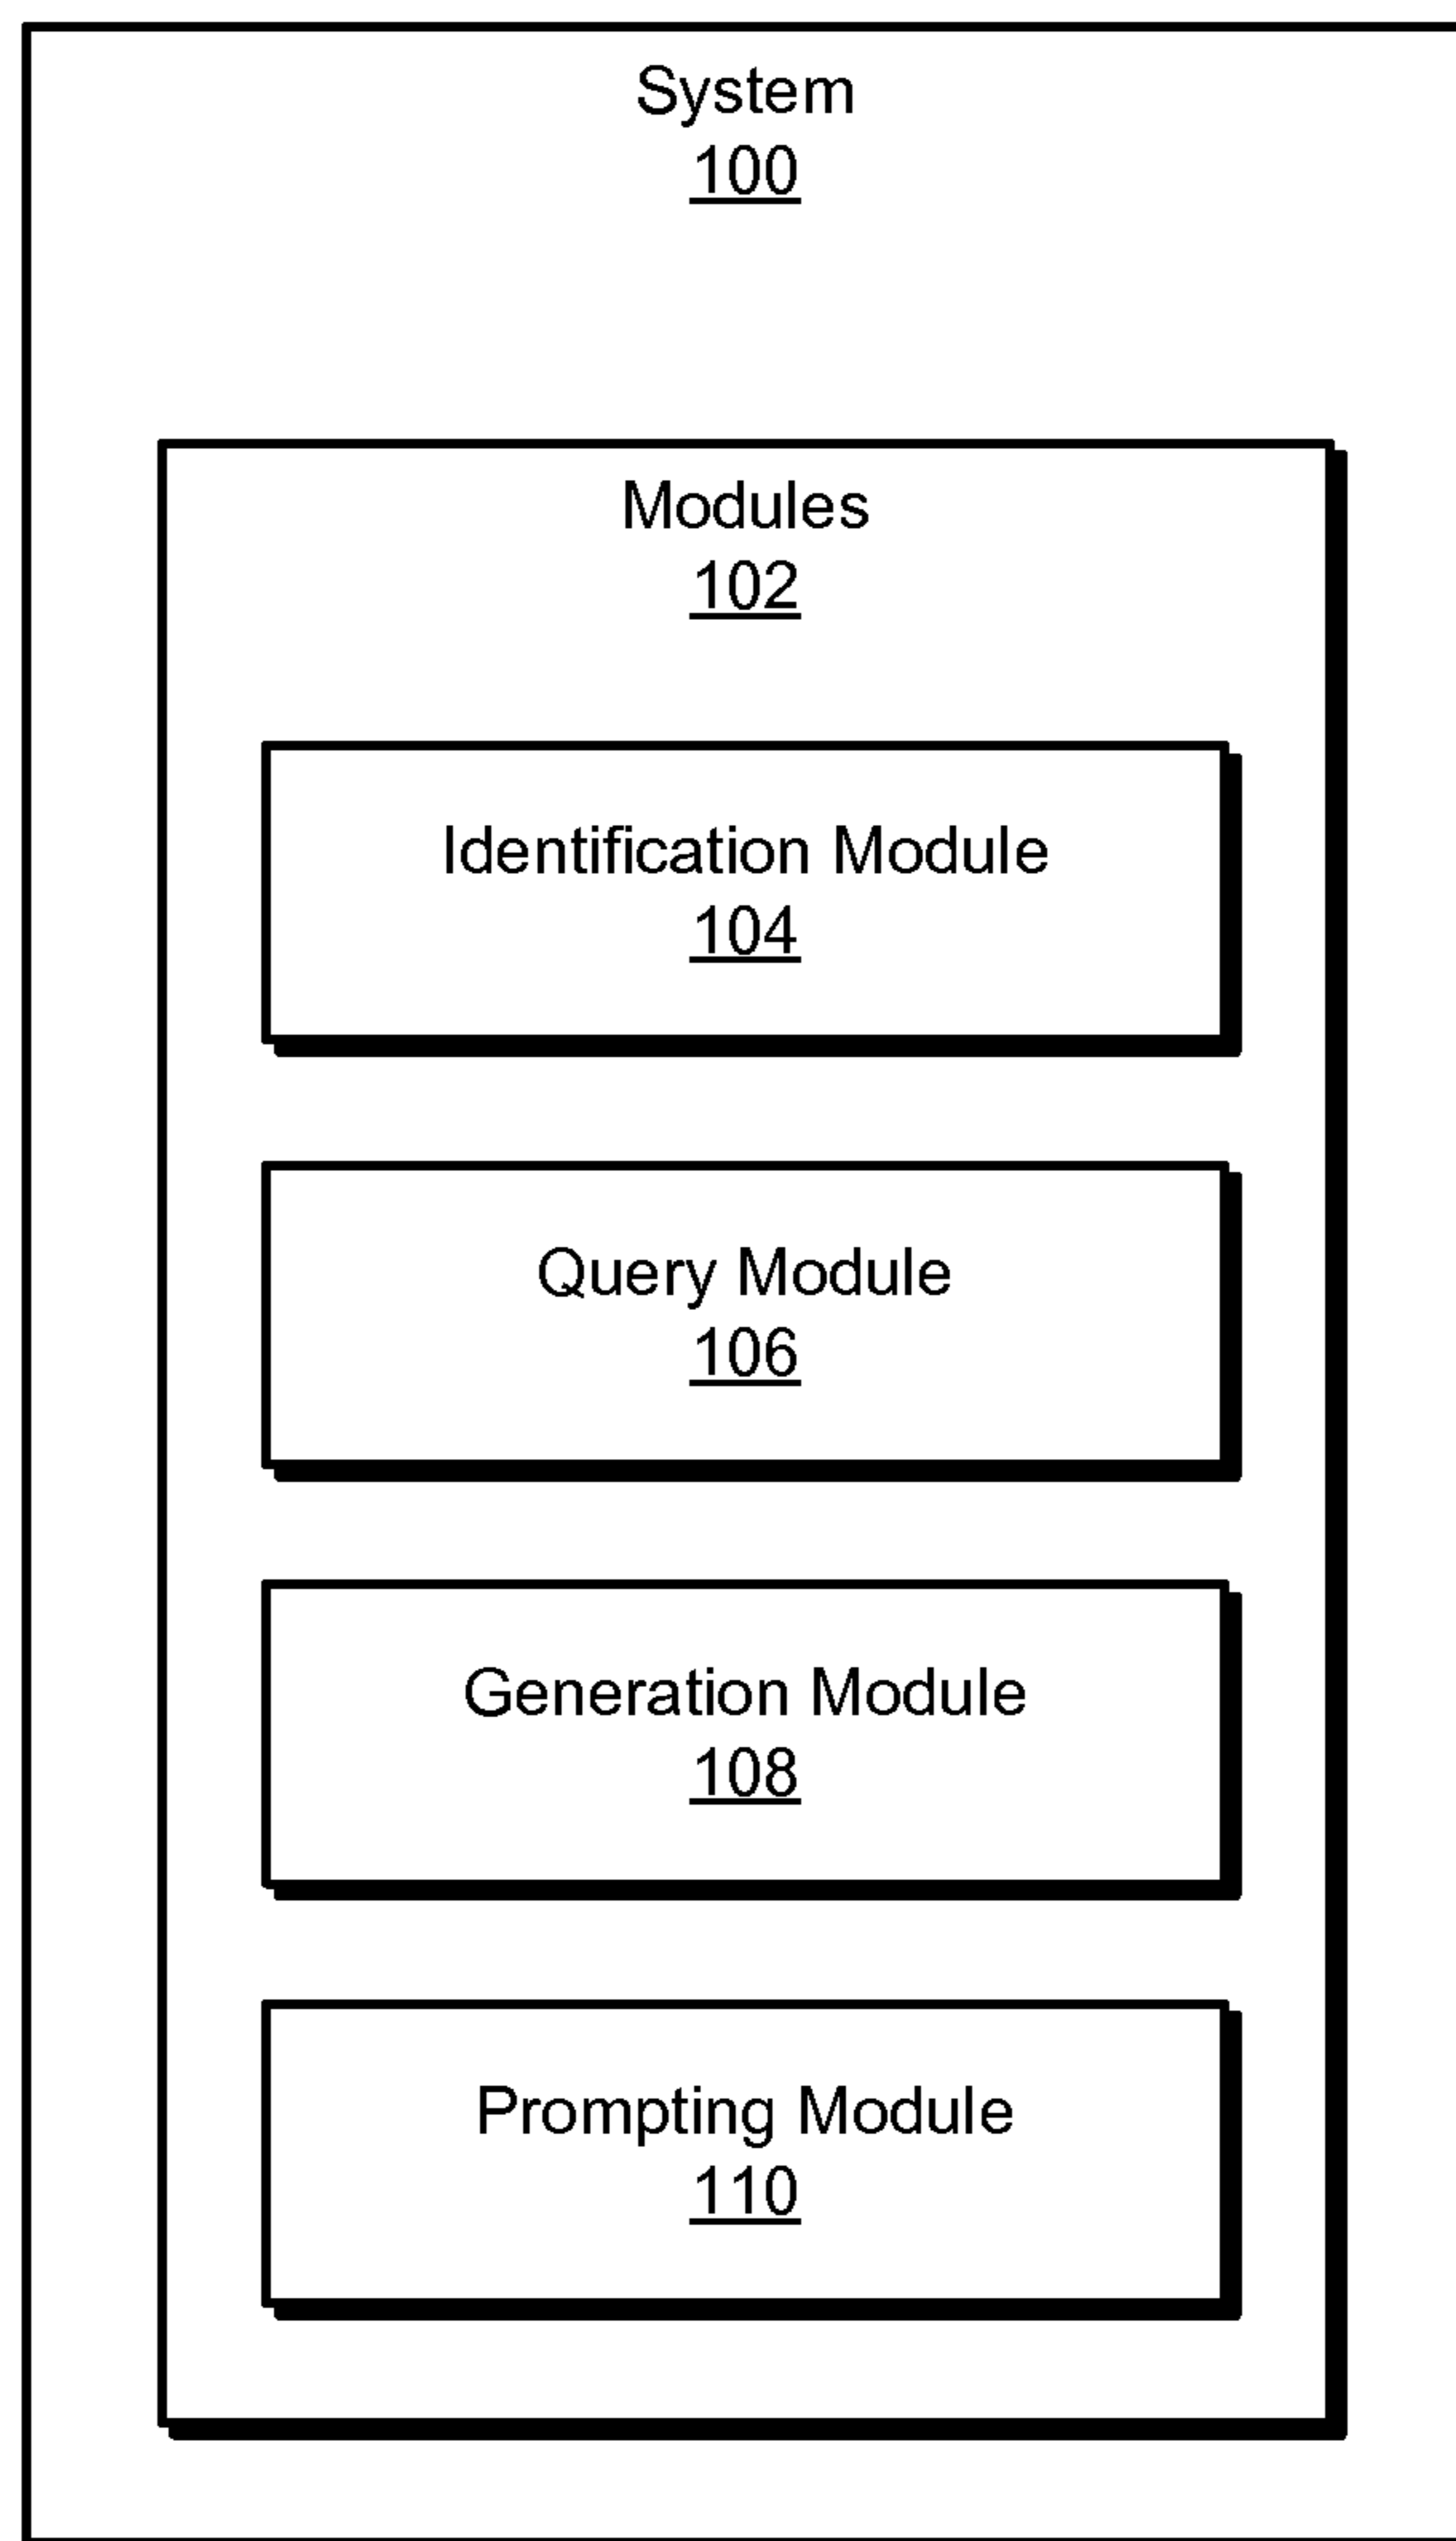 System
100
Modules
102
Identification Module
104
Query Module
106
Generation Module
108
Prompting Module
110